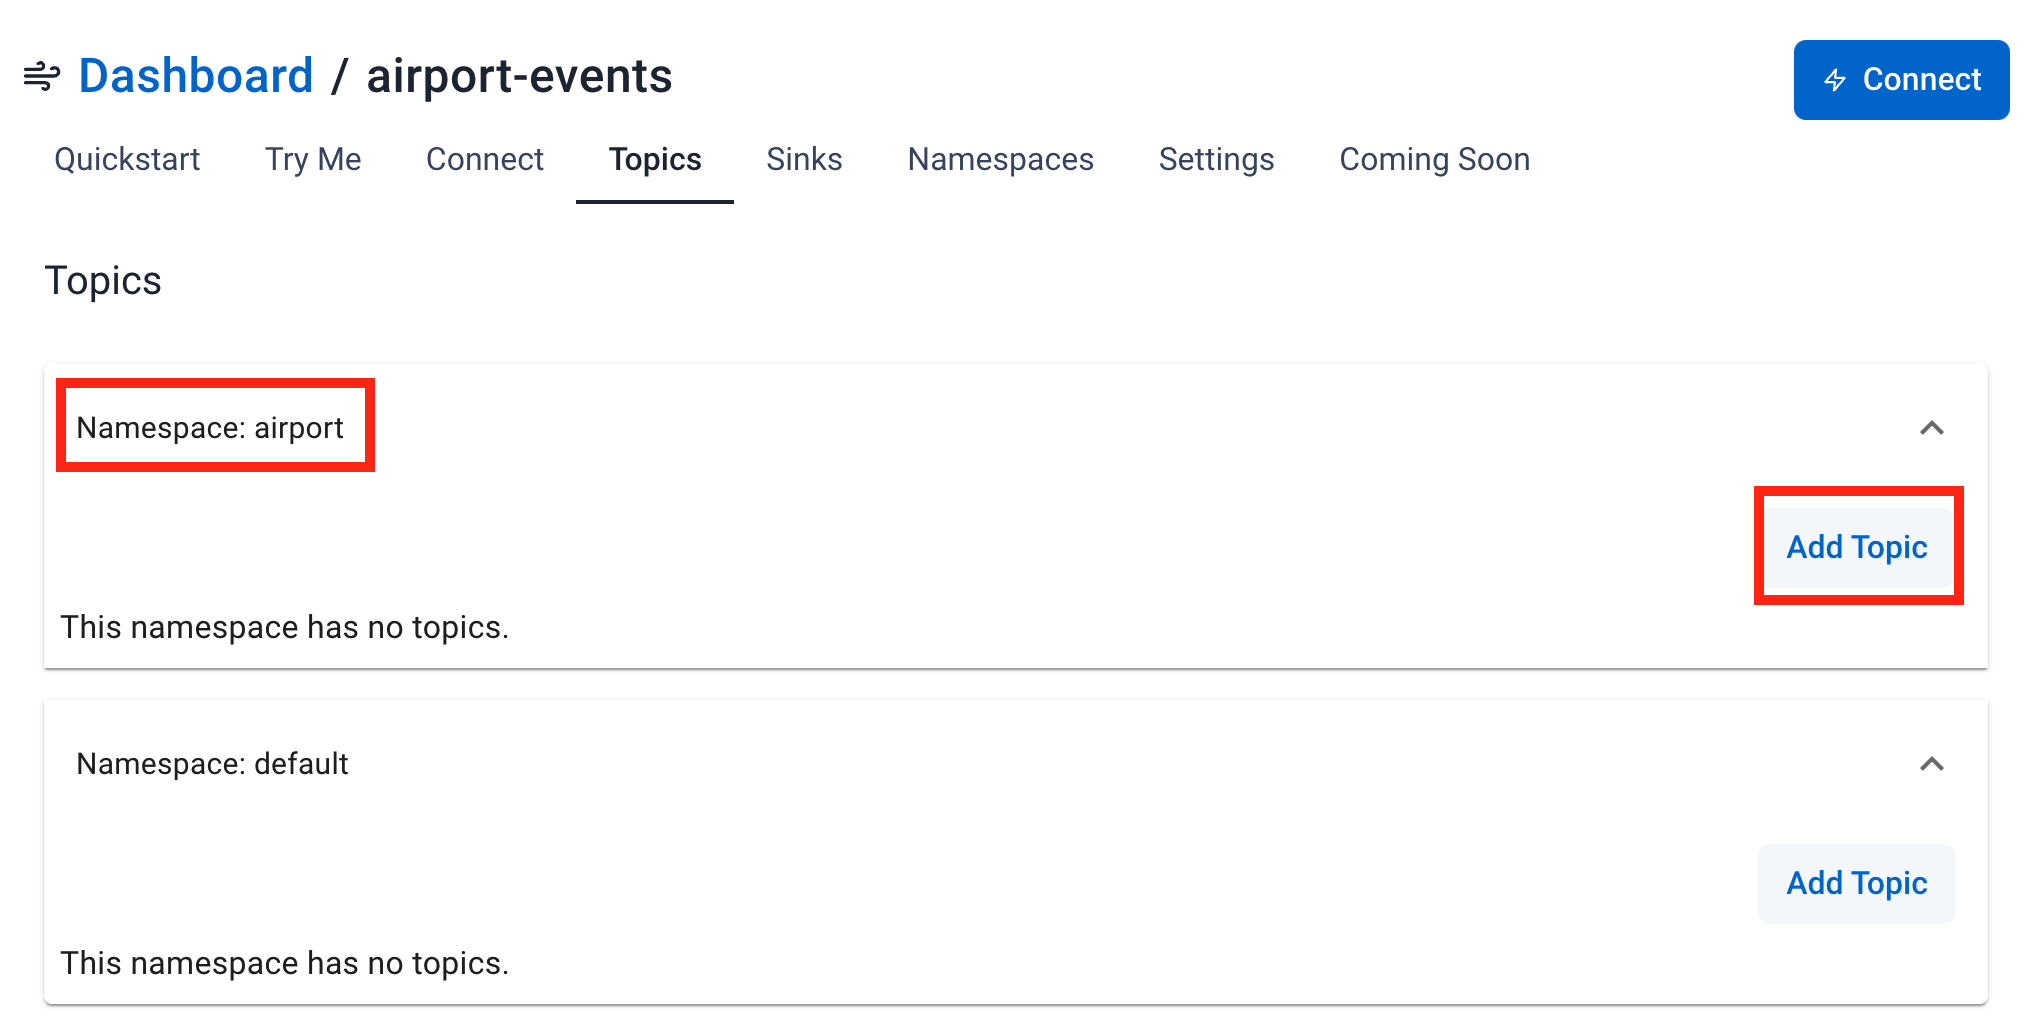 Dashboard / airport-events
Connect
Quickstart Try Me Connect Topics Sinks Namespaces Settings Coming Soon
Topics
Namespace: airport
Add Topic
This namespace has no topics.
Namespace: default
Add Topic
This namespace has no topics.